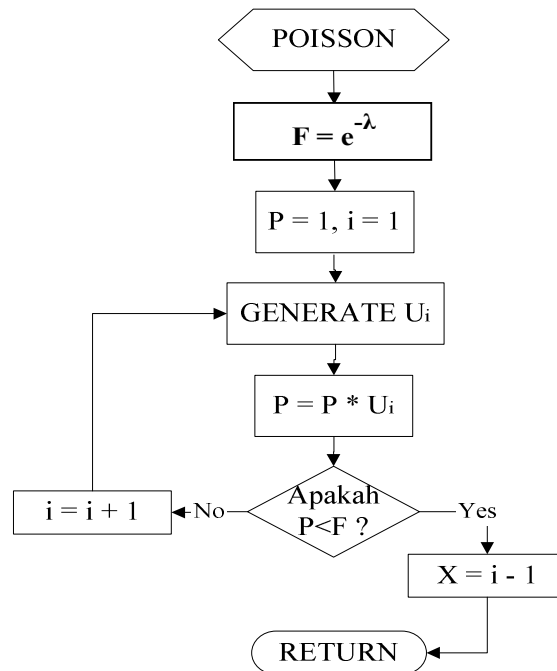 POISSON
F = e^-λ
P = 1, i = 1
GENERATE Ui
P = P * Ui
Apakah
P<F ?
No
Yes
i = i + 1
X = i - 1
RETURN